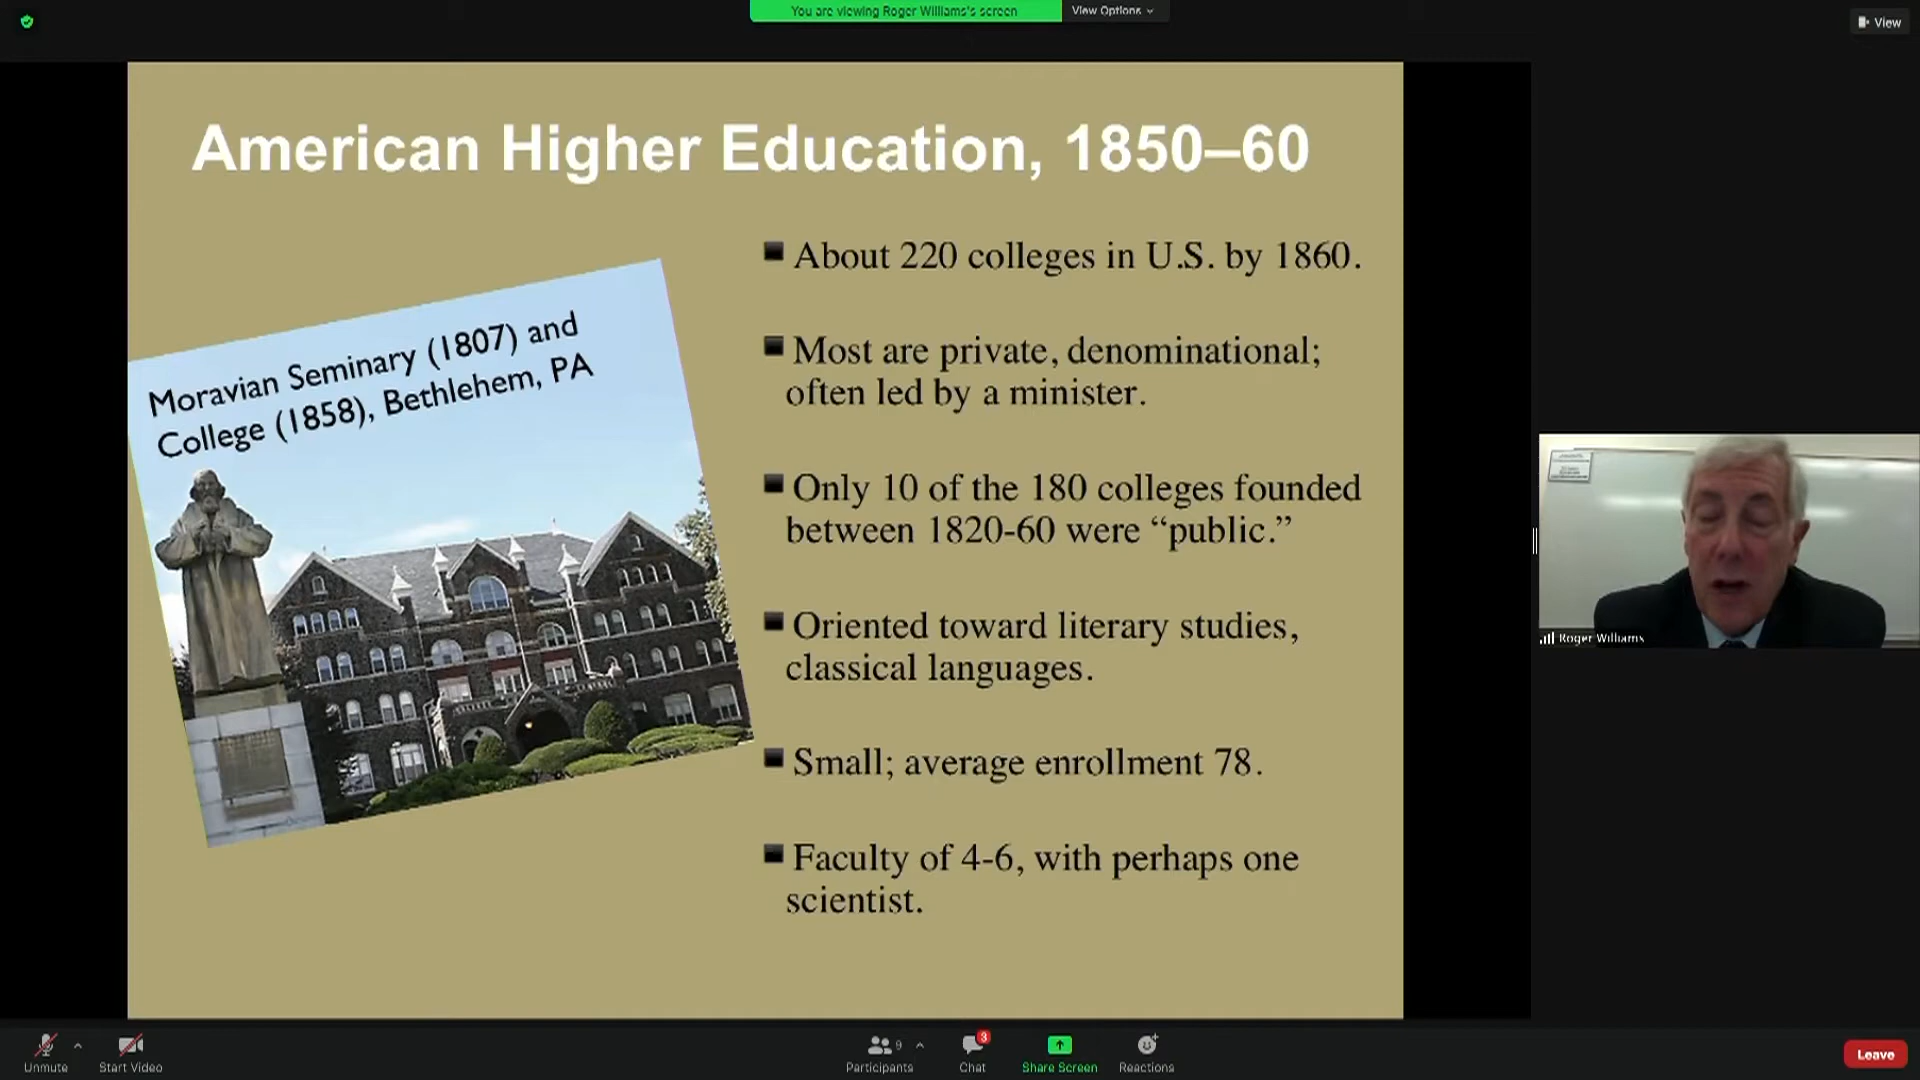 You are viewing Roger Williams's screen
View Options
View
American Higher Education, 1850–60
Moravian Seminary (1807) and
College (1858), Bethlehem, PA
About 220 colleges in U.S. by 1860.
Most are private, denominational;
often led by a minister.
Only 10 of the 180 colleges founded
between 1820-60 were “public.”
Oriented toward literary studies,
classical languages.
Small; average enrollment 78.
Faculty of 4-6, with perhaps one
scientist.
Roger Williams
Unmute
Start Video
9
Participants
3
Chat
Share Screen
Reactions
Leave